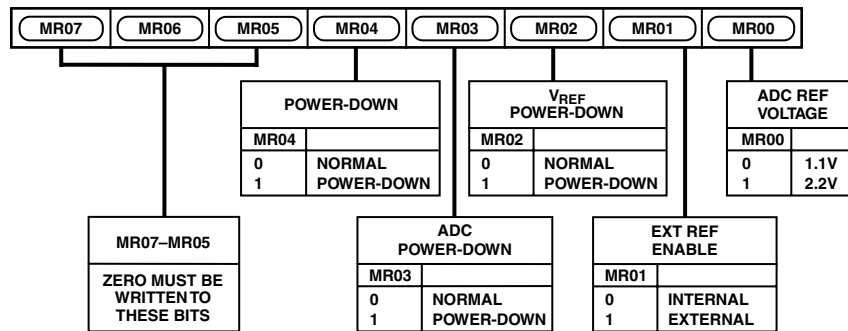 MR07 MR06 MR05 MR04 MR03 MR02 MR01 MR00
POWER-DOWN
MR04
0 NORMAL
1 POWER-DOWN
VREF
POWER-DOWN
MR02
0 NORMAL
1 POWER-DOWN
ADC REF
VOLTAGE
MR00
0 1.1V
1 2.2V
MR07–MR05
ZERO MUST BE
WRITTEN TO
THESE BITS
ADC
POWER-DOWN
MR03
0 NORMAL
1 POWER-DOWN
EXT REF
ENABLE
MR01
0 INTERNAL
1 EXTERNAL